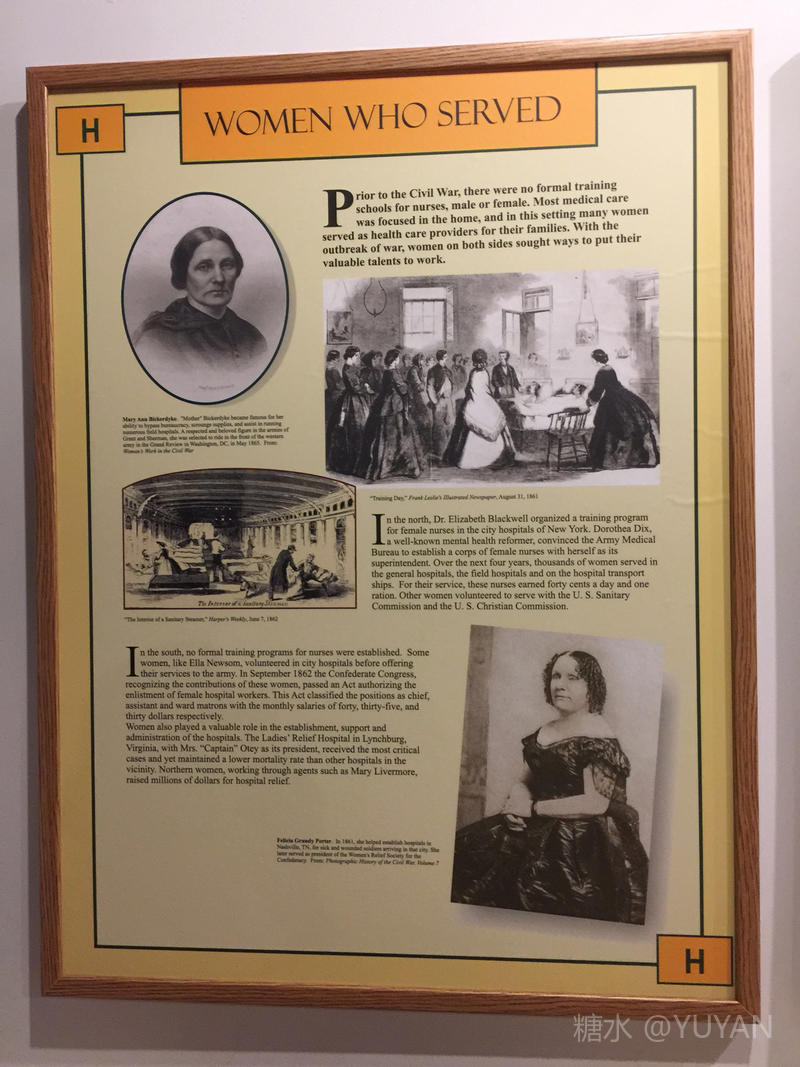 H
WOMEN WHO SERVED
Prior to the Civil War, there were no formal training
schools for nurses, male or female. Most medical care
was focused in the home, and in this setting many women
served as health care providers for their families. With the
outbreak of war, women on both sides sought ways to put their
valuable talents to work.
Mary Ann Bickerdyke. "Mother" Bickerdyke became famous for her
ability to bypass bureaucracy, scrounge supplies, and assist in running
numerous field hospitals. A respected and beloved figure in the armies of
Grant and Sherman, she was selected to ride in the front of the western
army in the Grand Review in Washington, DC, in May 1865. From:
Woman's Work in the Civil War
"Training Day," Frank Leslie's Illustrated Newspaper, August 31, 1861
The Interior of a Sanitary Steamer
"The Interior of a Sanitary Steamer," Harper's Weekly, June 7, 1862
In the north, Dr. Elizabeth Blackwell organized a training program
for female nurses in the city hospitals of New York. Dorothea Dix,
a well-known mental health reformer, convinced the Army Medical
Bureau to establish a corps of female nurses with herself as its
superintendent. Over the next four years, thousands of women served in
the general hospitals, the field hospitals and on the hospital transport
ships. For their service, these nurses earned forty cents a day and one
ration. Other women volunteered to serve with the U. S. Sanitary
Commission and the U. S. Christian Commission.
In the south, no formal training programs for nurses were established. Some
women, like Ella Newsom, volunteered in city hospitals before offering
their services to the army. In September 1862 the Confederate Congress,
recognizing the contributions of these women, passed an Act authorizing the
enlistment of female hospital workers. This Act classified the positions as chief,
assistant and ward matrons with the monthly salaries of forty, thirty-five, and
thirty dollars respectively.
Women also played a valuable role in the establishment, support and
administration of the hospitals. The Ladies' Relief Hospital in Lynchburg,
Virginia, with Mrs. "Captain" Otey as its president, received the most critical
cases and yet maintained a lower mortality rate than other hospitals in the
vicinity. Northern women, working through agents such as Mary Livermore,
raised millions of dollars for hospital relief.
Felicia Grundy Porter. In 1861, she helped establish hospitals in
Nashville, TN, for sick and wounded soldiers arriving in that city. She
later served as president of the Women's Relief Society for the
Confederacy. From: Photographic History of the Civil War, Volume 7
H
糖水 @YUYAN